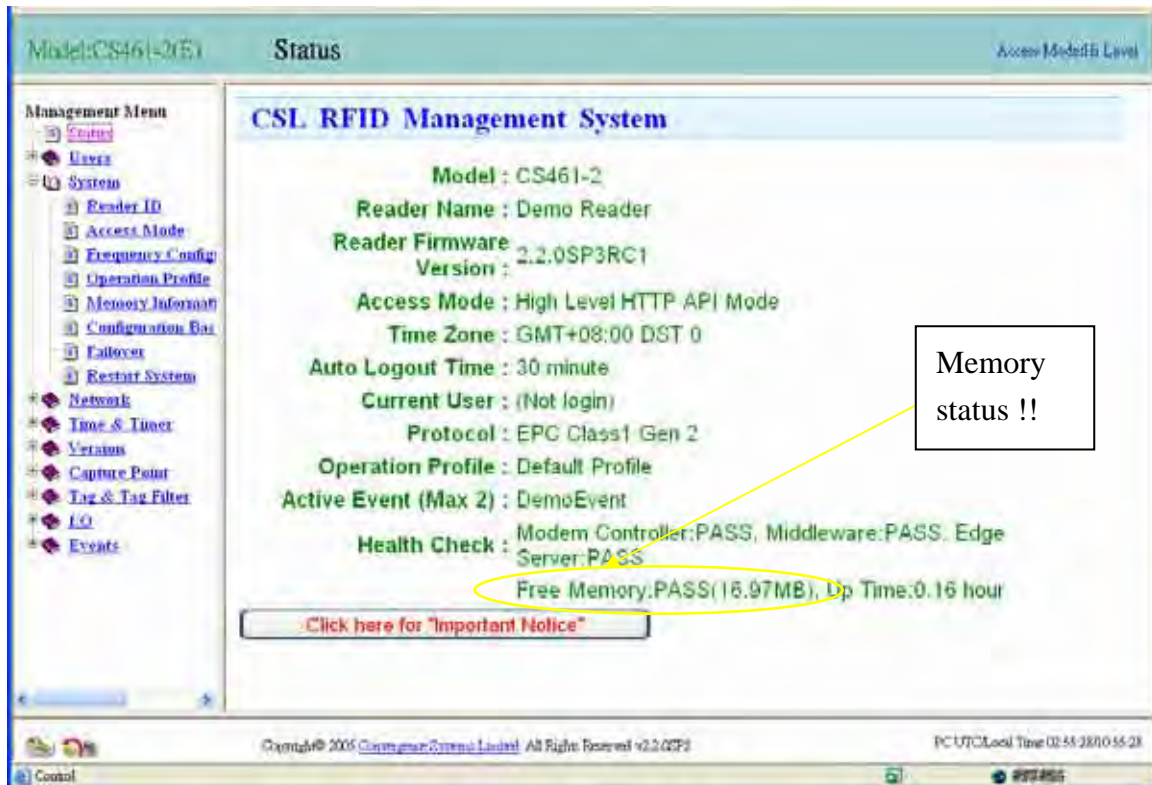 Model:CS461-2(E)
Status
Access Mode:Hi Level
Management Menu
Status
Users
System
Reader ID
Access Mode
Frequency Config
Operation Profile
Memory Informati
Configuration Bac
Failover
Restart System
Network
Time & Timer
Version
Capture Point
Tag & Tag Filter
I/O
Events
CSL RFID Management System
Model : CS461-2
Reader Name : Demo Reader
Reader Firmware Version : 2.2.0SP3RC1
Access Mode : High Level HTTP API Mode
Time Zone : GMT+08:00 DST 0
Auto Logout Time : 30 minute
Current User : (Not login)
Protocol : EPC Class1 Gen 2
Operation Profile : Default Profile
Active Event (Max 2) : DemoEvent
Health Check : Modem Controller:PASS, Middleware:PASS. Edge
Server:PASS
Free Memory:PASS(16.97MB), Up Time:0.16 hour
Memory
status !!
Click here for "Important Notice"
Copyright© 2005 Convergence Systems Limited. All Rights Reserved
PC UTC/Local Time